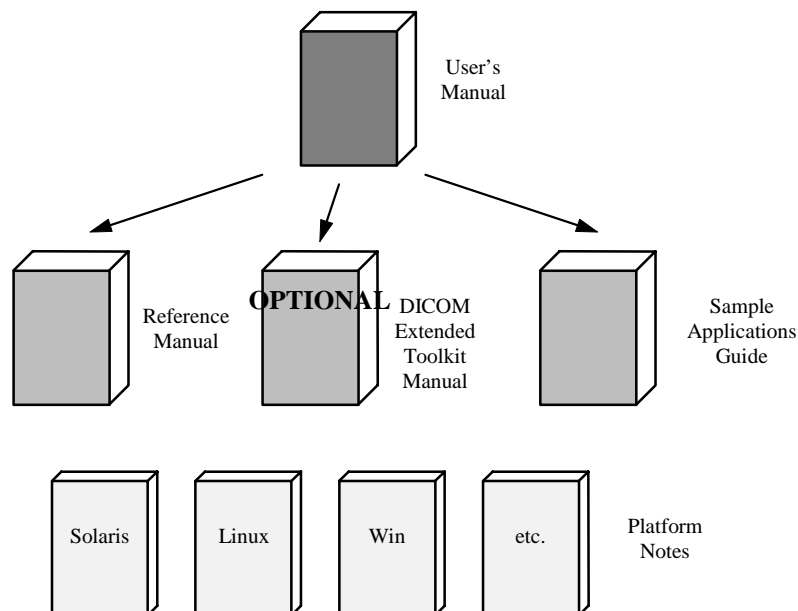 User's
Manual
Reference
Manual
OPTIONAL
DICOM
Extended
Toolkit
Manual
Sample
Applications
Guide
Solaris
Linux
Win
etc.
Platform
Notes